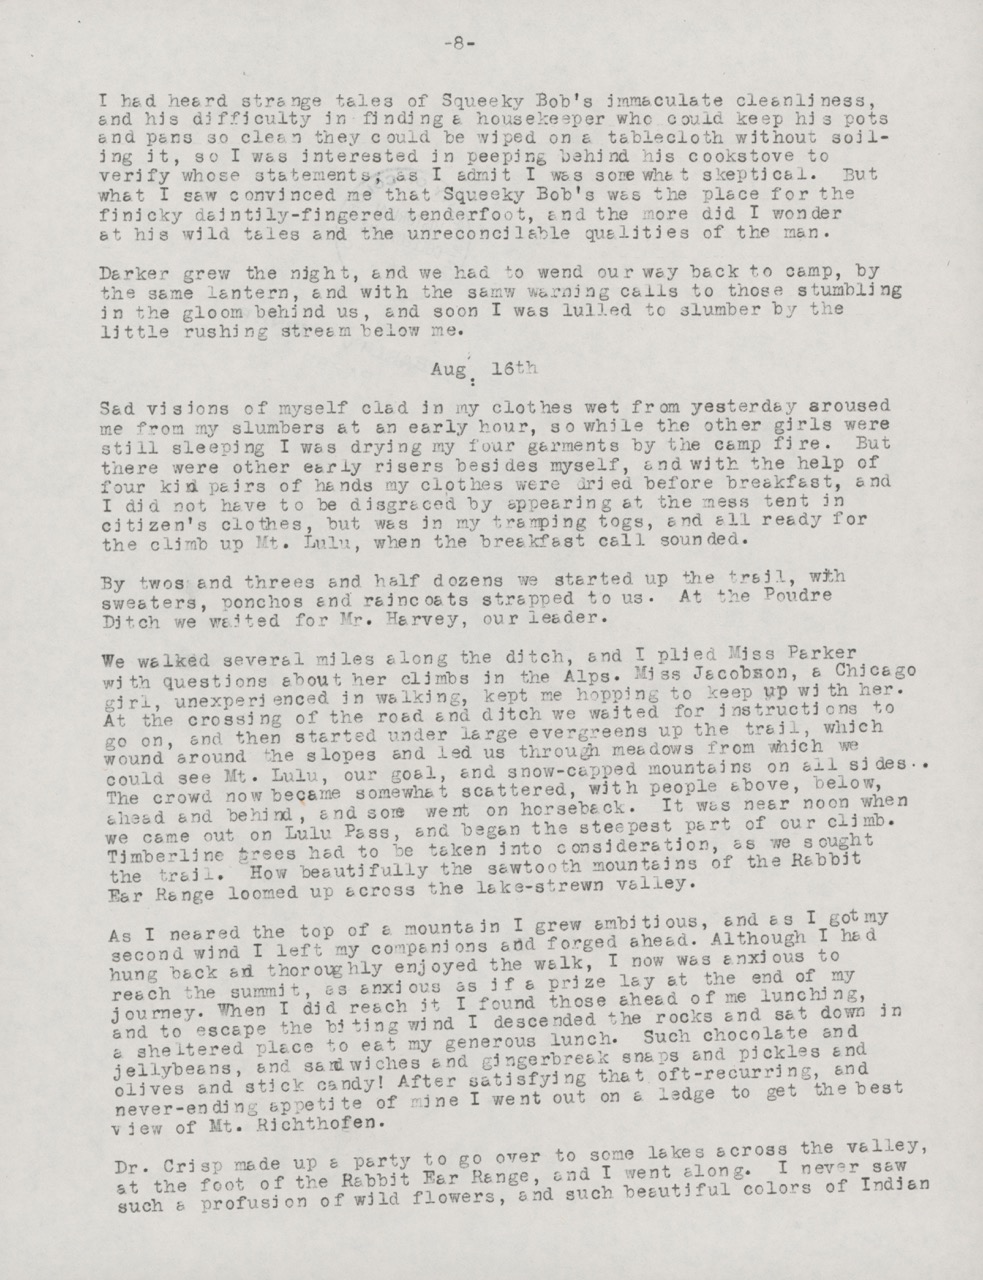 -8-
I had heard strange tales of Squeeky Bob's immaculate cleanliness,
and his difficulty in finding a housekeeper who could keep his pots
and pans so clean they could be wiped on a tablecloth without soil-
ing it, so I was interested in peeping behind his cookstove to
verify whose statements, as I admit I was somewhat skeptical. But
what I saw convinced me that Squeeky Bob's was the place for the
finicky daintily-fingered tenderfoot, and the more did I wonder
at his wild tales and the unreconcilable qualities of the man.
Darker grew the night, and we had to wend our way back to camp, by
the same lantern, and with the samw warning calls to those stumbling
in the gloom behind us, and soon I was lulled to slumber by the
little rushing stream below me.
Aug. 16th
Sad visions of myself clad in my clothes wet from yesterday aroused
me from my slumbers at an early hour, so while the other girls were
still sleeping I was drying my four garments by the camp fire. But
there were other early risers besides myself, and with the help of
four kind pairs of hands my clothes were dried before breakfast, and
I did not have to be disgraced by appearing at the mess tent in
citizen's clothes, but was in my tramping togs, and all ready for
the climb up Mt. Lulu, when the breakfast call sounded.
By twos and threes and half dozens we started up the trail, with
sweaters, ponchos and raincoats strapped to us. At the Poudre
Ditch we waited for Mr. Harvey, our leader.
We walked several miles along the ditch, and I plied Miss Parker
with questions about her climbs in the Alps. Miss Jacobson, a Chicago
girl, unexperienced in walking, kept me hopping to keep up with her.
At the crossing of the road and ditch we waited for instructions to
go on, and then started under large evergreens up the trail, which
wound around the slopes and led us through meadows from which we
could see Mt. Lulu, our goal, and snow-capped mountains on all sides..
The crowd now became somewhat scattered, with people above, below,
ahead and behind, and some went on horseback. It was near noon when
we came out on Lulu Pass, and began the steepest part of our climb.
Timberline trees had to be taken into consideration, as we sought
the trail. How beautifully the sawtooth mountains of the Rabbit
Ear Range loomed up across the lake-strewn valley.
As I neared the top of a mountain I grew ambitious, and as I got my
second wind I left my companions and forged ahead. Although I had
hung back and thoroughly enjoyed the walk, I now was anxious to
reach the summit, as anxious as if a prize lay at the end of my
journey. When I did reach it I found those ahead of me lunching,
and to escape the biting wind I descended the rocks and sat down in
a sheltered place to eat my generous lunch. Such chocolate and
jellybeans, and sandwiches and gingerbreak snaps and pickles and
olives and stick candy! After satisfying that oft-recurring, and
never-ending appetite of mine I went out on a ledge to get the best
view of Mt. Richthofen.
Dr. Crisp made up a party to go over to some lakes across the valley,
at the foot of the Rabbit Ear Range, and I went along. I never saw
such a profusion of wild flowers, and such beautiful colors of Indian